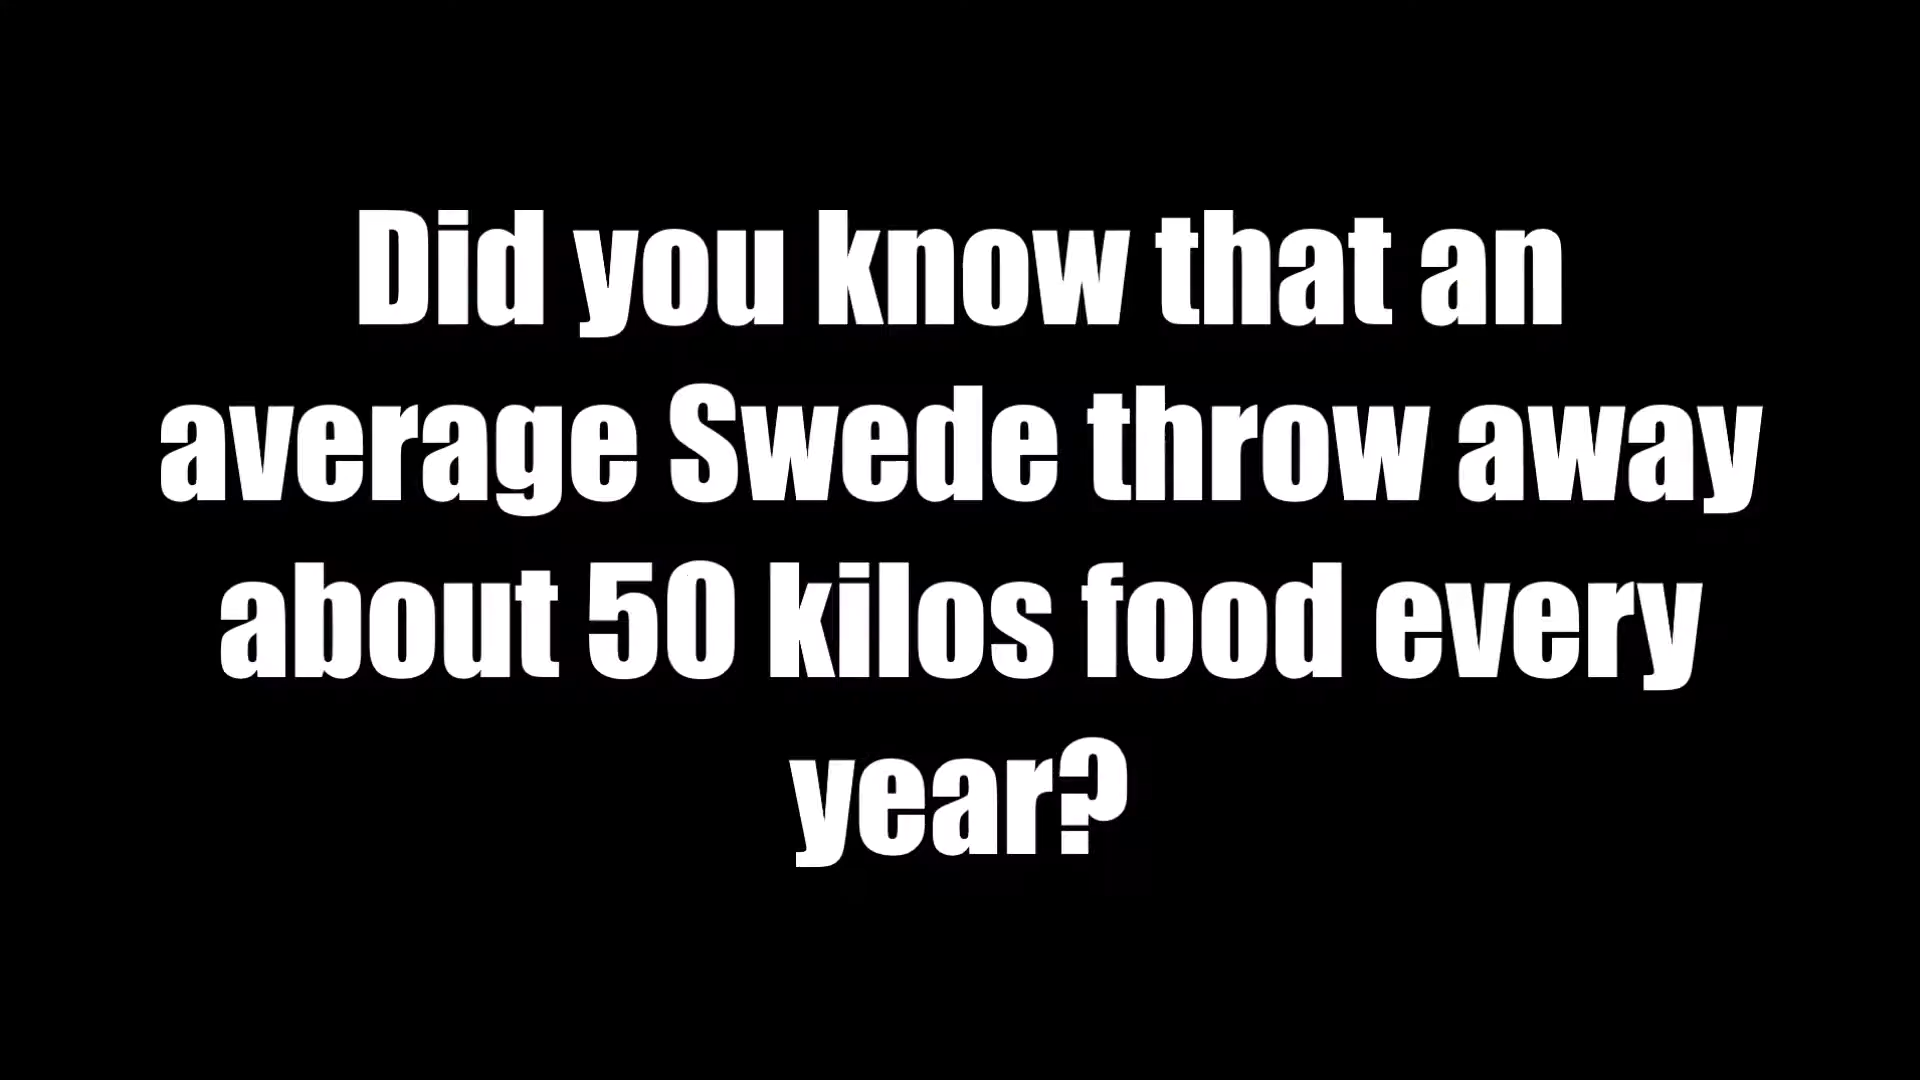 Did you know that an
average Swede throw away
about 50 kilos food every
year?